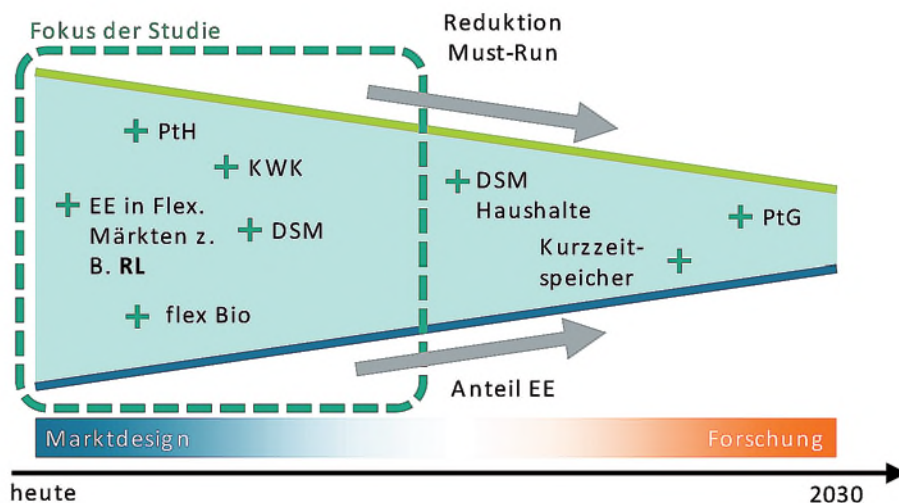 Fokus der Studie
Reduktion
Must-Run
PtH
KWK
EE in Flex.
Märkten z.
B. RL
DSM
flex Bio
DSM
Haushalte
PtG
Kurzzeit-
speicher
Anteil EE
Marktdesign
Forschung
heute
2030